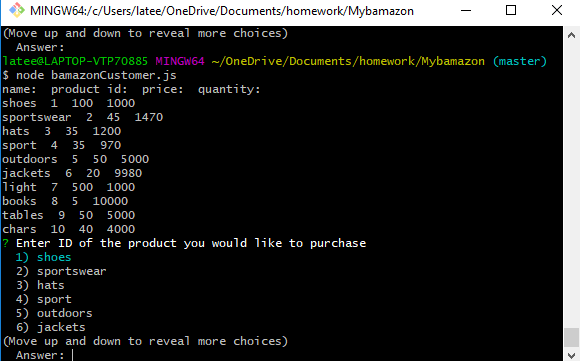 MINGW64:/c/Users/latee/OneDrive/Documents/homework/Mybamazon
(Move up and down to reveal more choices)
  Answer:
latee@LAPTOP-VTP70885 MINGW64 ~/OneDrive/Documents/homework/Mybamazon (master)
$ node bamazonCustomer.js
name:  product id:  price:  quantity:
shoes  1  100  1000
sportswear  2  45  1470
hats  3  35  1200
sport  4  35  970
outdoors  5  50  5000
jackets  6  20  9980
light  7  500  1000
books  8  5  10000
tables  9  50  5000
chars  10  40  4000
? Enter ID of the product you would like to purchase
  1) shoes
  2) sportswear
  3) hats
  4) sport
  5) outdoors
  6) jackets
(Move up and down to reveal more choices)
  Answer: